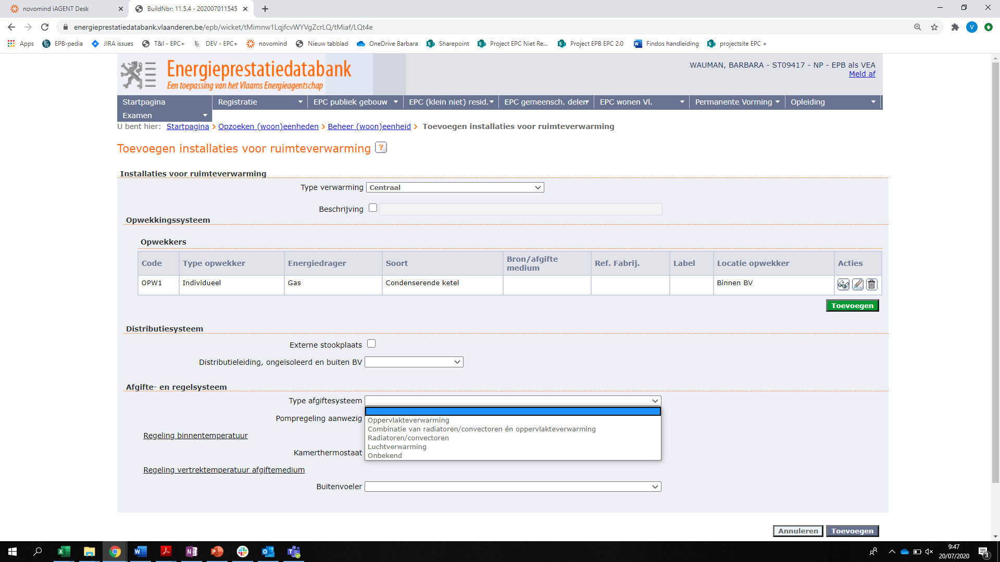 novomind iAGENT Desk
BuildNbr: 11.5.4 - 202007011545
energieprestatiedatabank.vlaanderen.be/epb/wicket/tMimnw1LqjfcvWYVgZcrLQ/tMiaf/LQt4e
V
Apps EPB-pedia JIRA issues T&I - EPC+ DEV - EPC+ novomind Nieuw tabblad OneDrive Barbara Sharepoint Project EPC Niet Re... Project EPB EPC 2.0 Findos handleiding projectsite EPC +
Energieprestatiedatabank
Een toepassing van het Vlaams Energieagentschap
WAUMAN, BARBARA - ST09417 - NP - EPB als VEA
Meld af
Startpagina Registratie EPC publiek gebouw EPC (klein niet) resid. EPC gemeensch. delen EPC wonen Vl. Permanente Vorming Opleiding
Examen
U bent hier: Startpagina > Opzoeken (woon)eenheden > Beheer (woon)eenheid > Toevoegen installaties voor ruimteverwarming
Toevoegen installaties voor ruimteverwarming ?
Installaties voor ruimteverwarming
Type verwarming Centraal
Beschrijving
Opwekkingssysteem
Opwekkers
Code Type opwekker Energiedrager Soort Bron/afgifte medium Ref. Fabrij. Label Locatie opwekker Acties
OPW1 Individueel Gas Condenserende ketel Binnen BV
Toevoegen
Distributiesysteem
Externe stookplaats
Distributieleiding, ongeïsoleerd en buiten BV
Afgifte- en regelsysteem
Type afgiftesysteem
Pompregeling aanwezig
Oppervlakteverwarming
Combinatie van radiatoren/convectoren én oppervlakteverwarming
Radiatoren/convectoren
Luchtverwarming
Onbekend
Regeling binnentemperatuur
Kamerthermostaat
Regeling vertrektemperatuur afgiftemedium
Buitenvoeler
Annuleren Toevoegen
9:47
20/07/2020
3